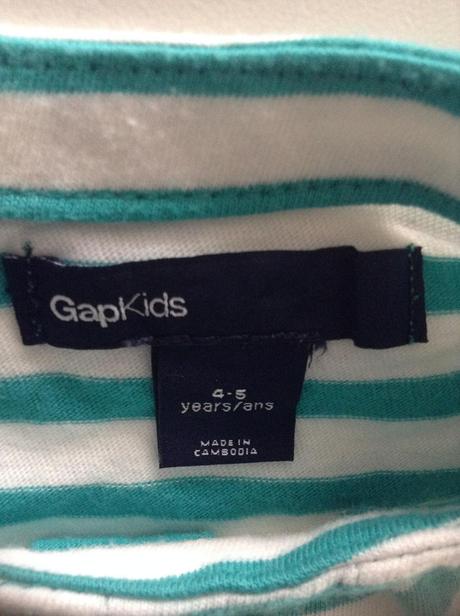 GapKids
4-5
years/ans
MADE IN
CAMBODIA